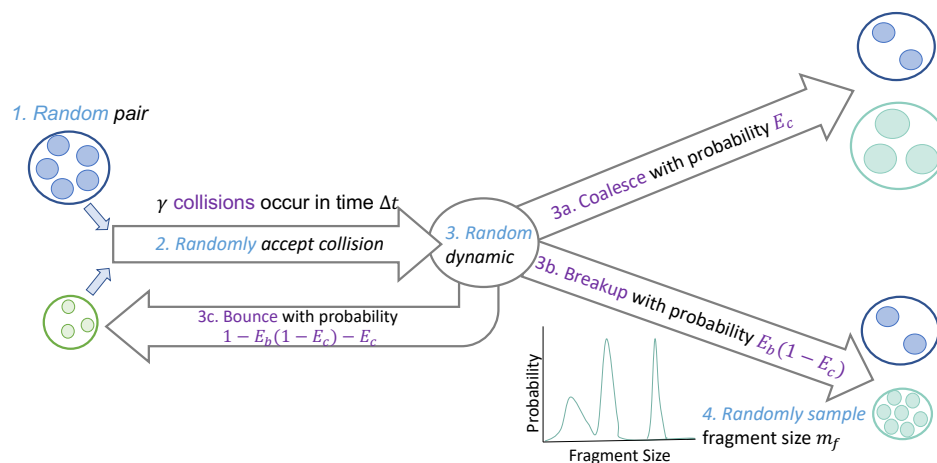 1. Random pair
γ collisions occur in time Δt
2. Randomly accept collision
3. Random
dynamic
3a. Coalesce with probability E_c
3b. Breakup with probability E_b(1 − E_c)
3c. Bounce with probability
1 − E_b(1 − E_c) − E_c
Probability
Fragment Size
4. Randomly sample
fragment size m_f